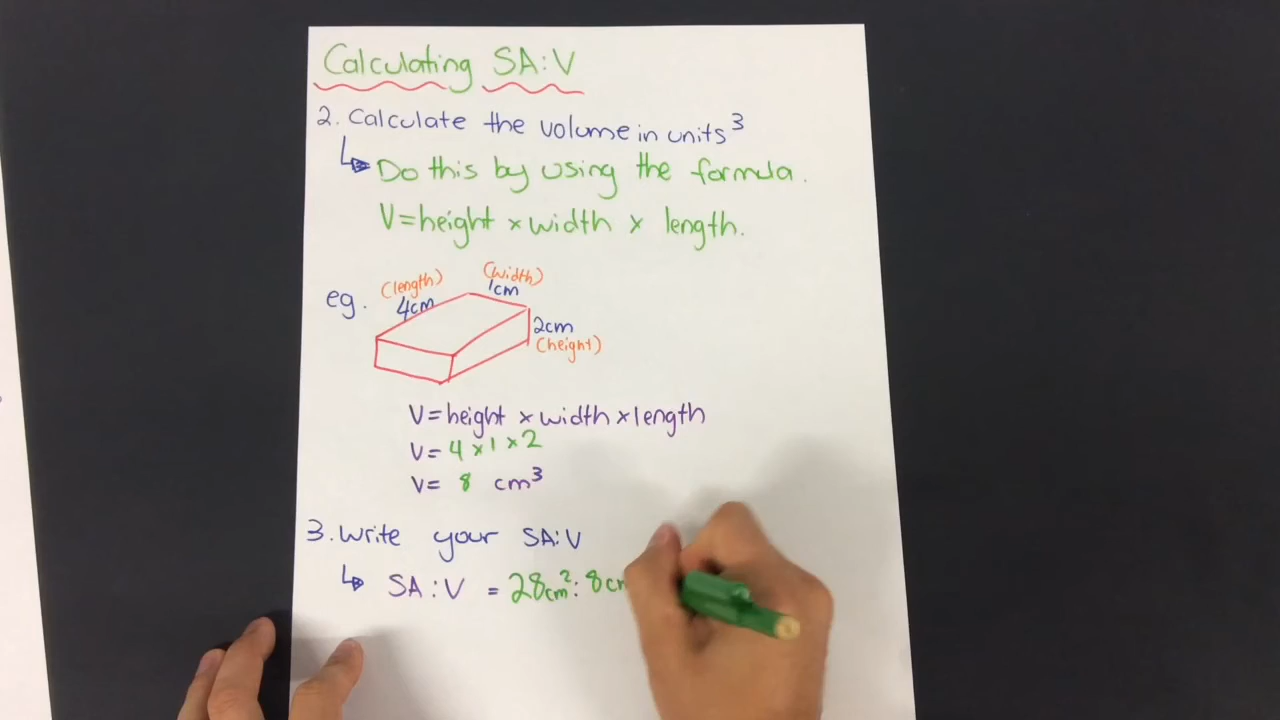 Calculating SA:V
2. Calculate the volume in units³
Do this by using the formula.
V=height × width × length.
eg.
(length)
4cm
(width)
1cm
2cm
(height)
V=height × width × length
V= 4 × 1 × 2
V= 8 cm³
3. Write your SA:V
SA:V = 28cm²: 8cm